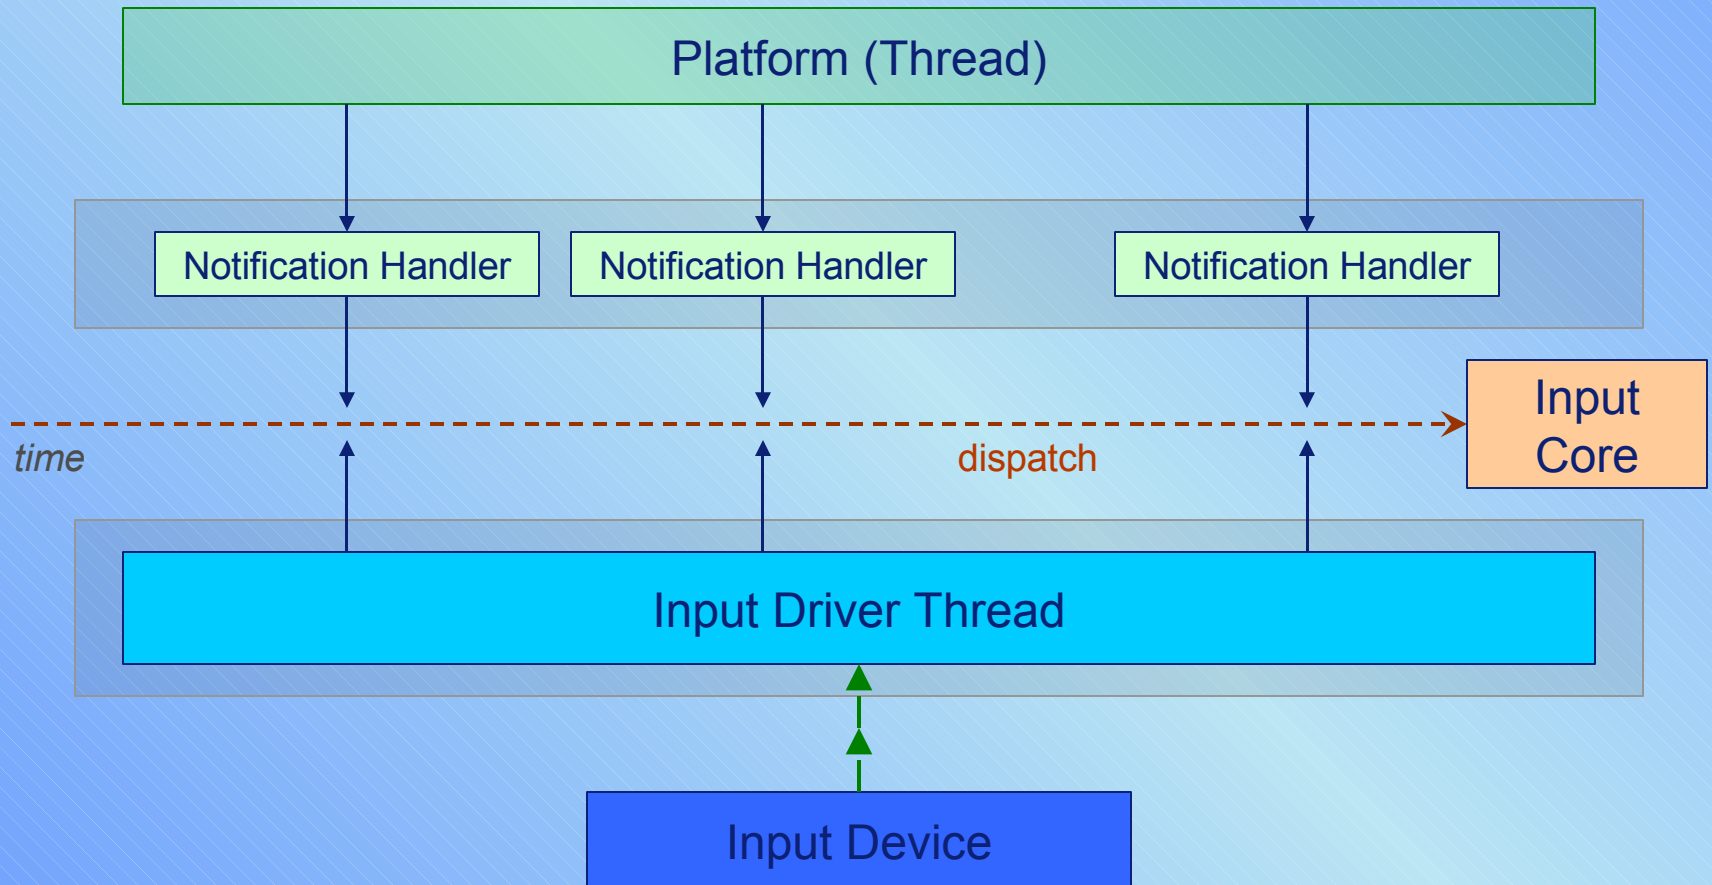 Platform (Thread)
Notification Handler
Notification Handler
Notification Handler
Input
Core
time
dispatch
Input Driver Thread
Input Device